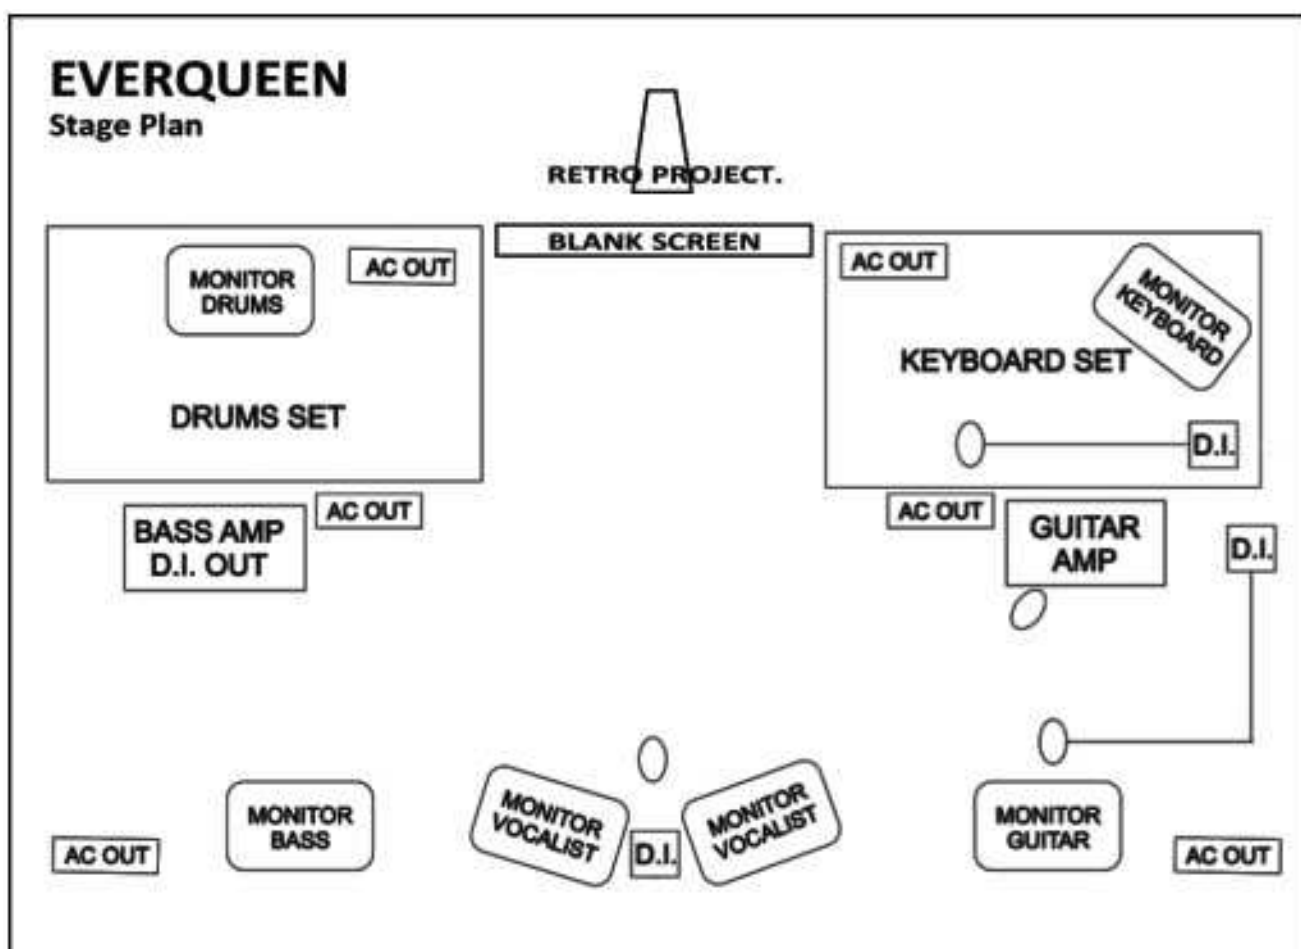 EVERQUEEN
Stage Plan
RETRO PROJECT.
BLANK SCREEN
MONITOR
DRUMS
AC OUT
DRUMS SET
AC OUT
MONITOR
KEYBOARD
KEYBOARD SET
D.I.
BASS AMP
D.I. OUT
AC OUT
AC OUT
GUITAR
AMP
D.I.
AC OUT
MONITOR
BASS
MONITOR
VOCALIST
D.I.
MONITOR
VOCALIST
MONITOR
GUITAR
AC OUT